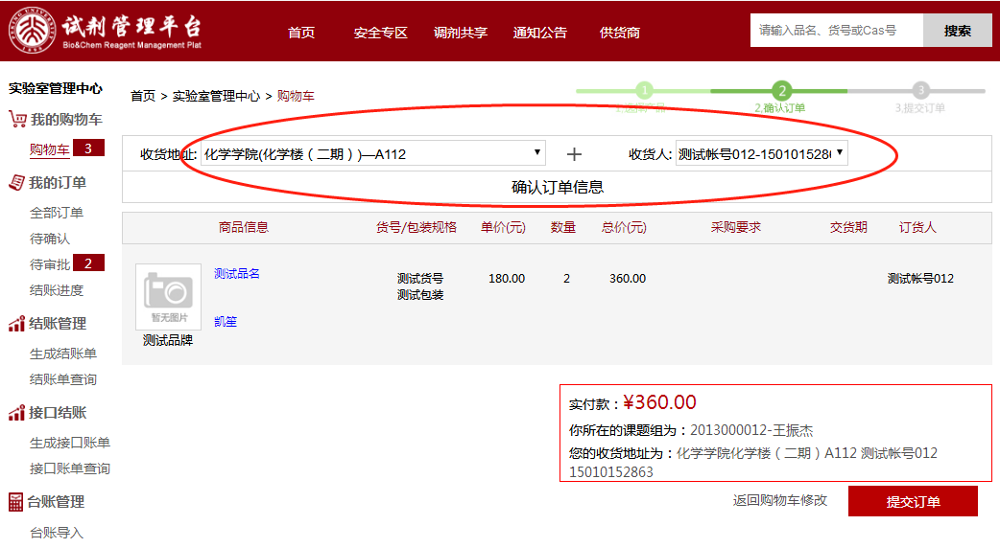 PEKING UNIVERSITY
1898
试剂管理平台
Bio&Chem Reagent Management Plat
首页 安全专区 调剂共享 通知公告 供货商
请输入品名、货号或Cas号 搜索
实验室管理中心
我的购物车
购物车 3
我的订单
全部订单
待确认
待审批 2
结账进度
结账管理
生成结账单
结账单查询
接口结账
生成接口账单
接口账单查询
台账管理
台账导入
首页 > 实验室管理中心 > 购物车
1 2 3
2.确认订单 3.提交订单
收货地址: 化学学院(化学楼（二期）)—A112 收货人: 测试帐号012-1501015286
确认订单信息
商品信息 货号/包装规格 单价(元) 数量 总价(元) 采购要求 交货期 订货人
暂无图片
测试品牌
测试品名
凯笙
测试货号 180.00 2 360.00 测试帐号012
测试包装
实付款：¥360.00
你所在的课题组为：2013000012-王振杰
您的收货地址为：化学学院化学楼（二期）A112 测试帐号012
15010152863
返回购物车修改 提交订单